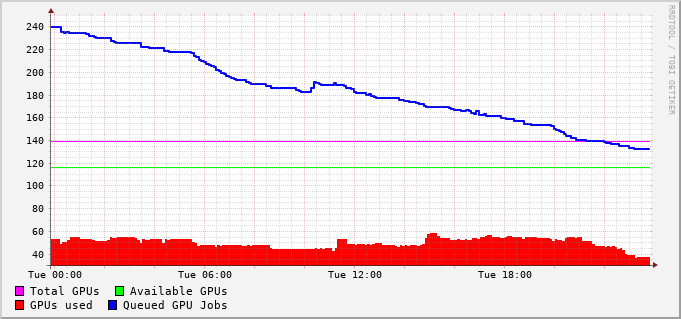 RRDTOOL / TOBI OETIKER
240
220
200
180
160
140
120
100
80
60
40
Tue 00:00 Tue 06:00 Tue 12:00 Tue 18:00
Total GPUs Available GPUs
GPUs used Queued GPU Jobs